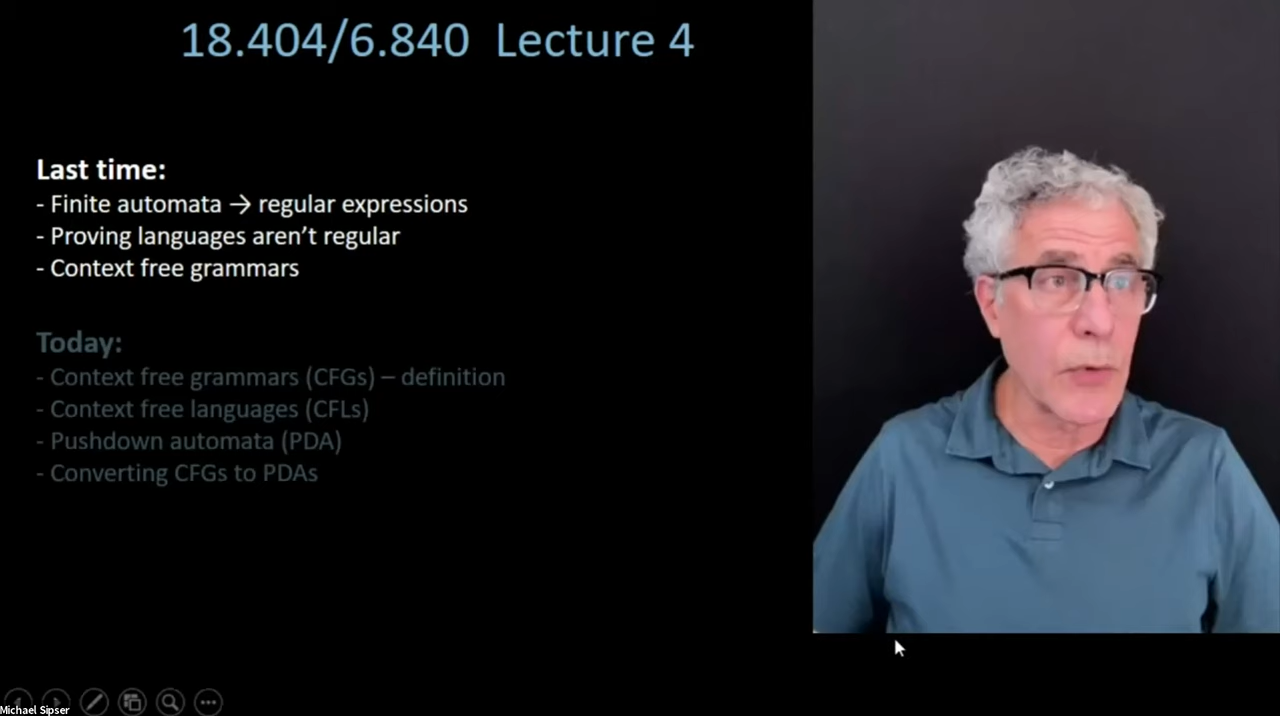 18.404/6.840 Lecture 4
Last time:
- Finite automata → regular expressions
- Proving languages aren’t regular
- Context free grammars
Today:
- Context free grammars (CFGs) – definition
- Context free languages (CFLs)
- Pushdown automata (PDA)
- Converting CFGs to PDAs
Michael Sipser